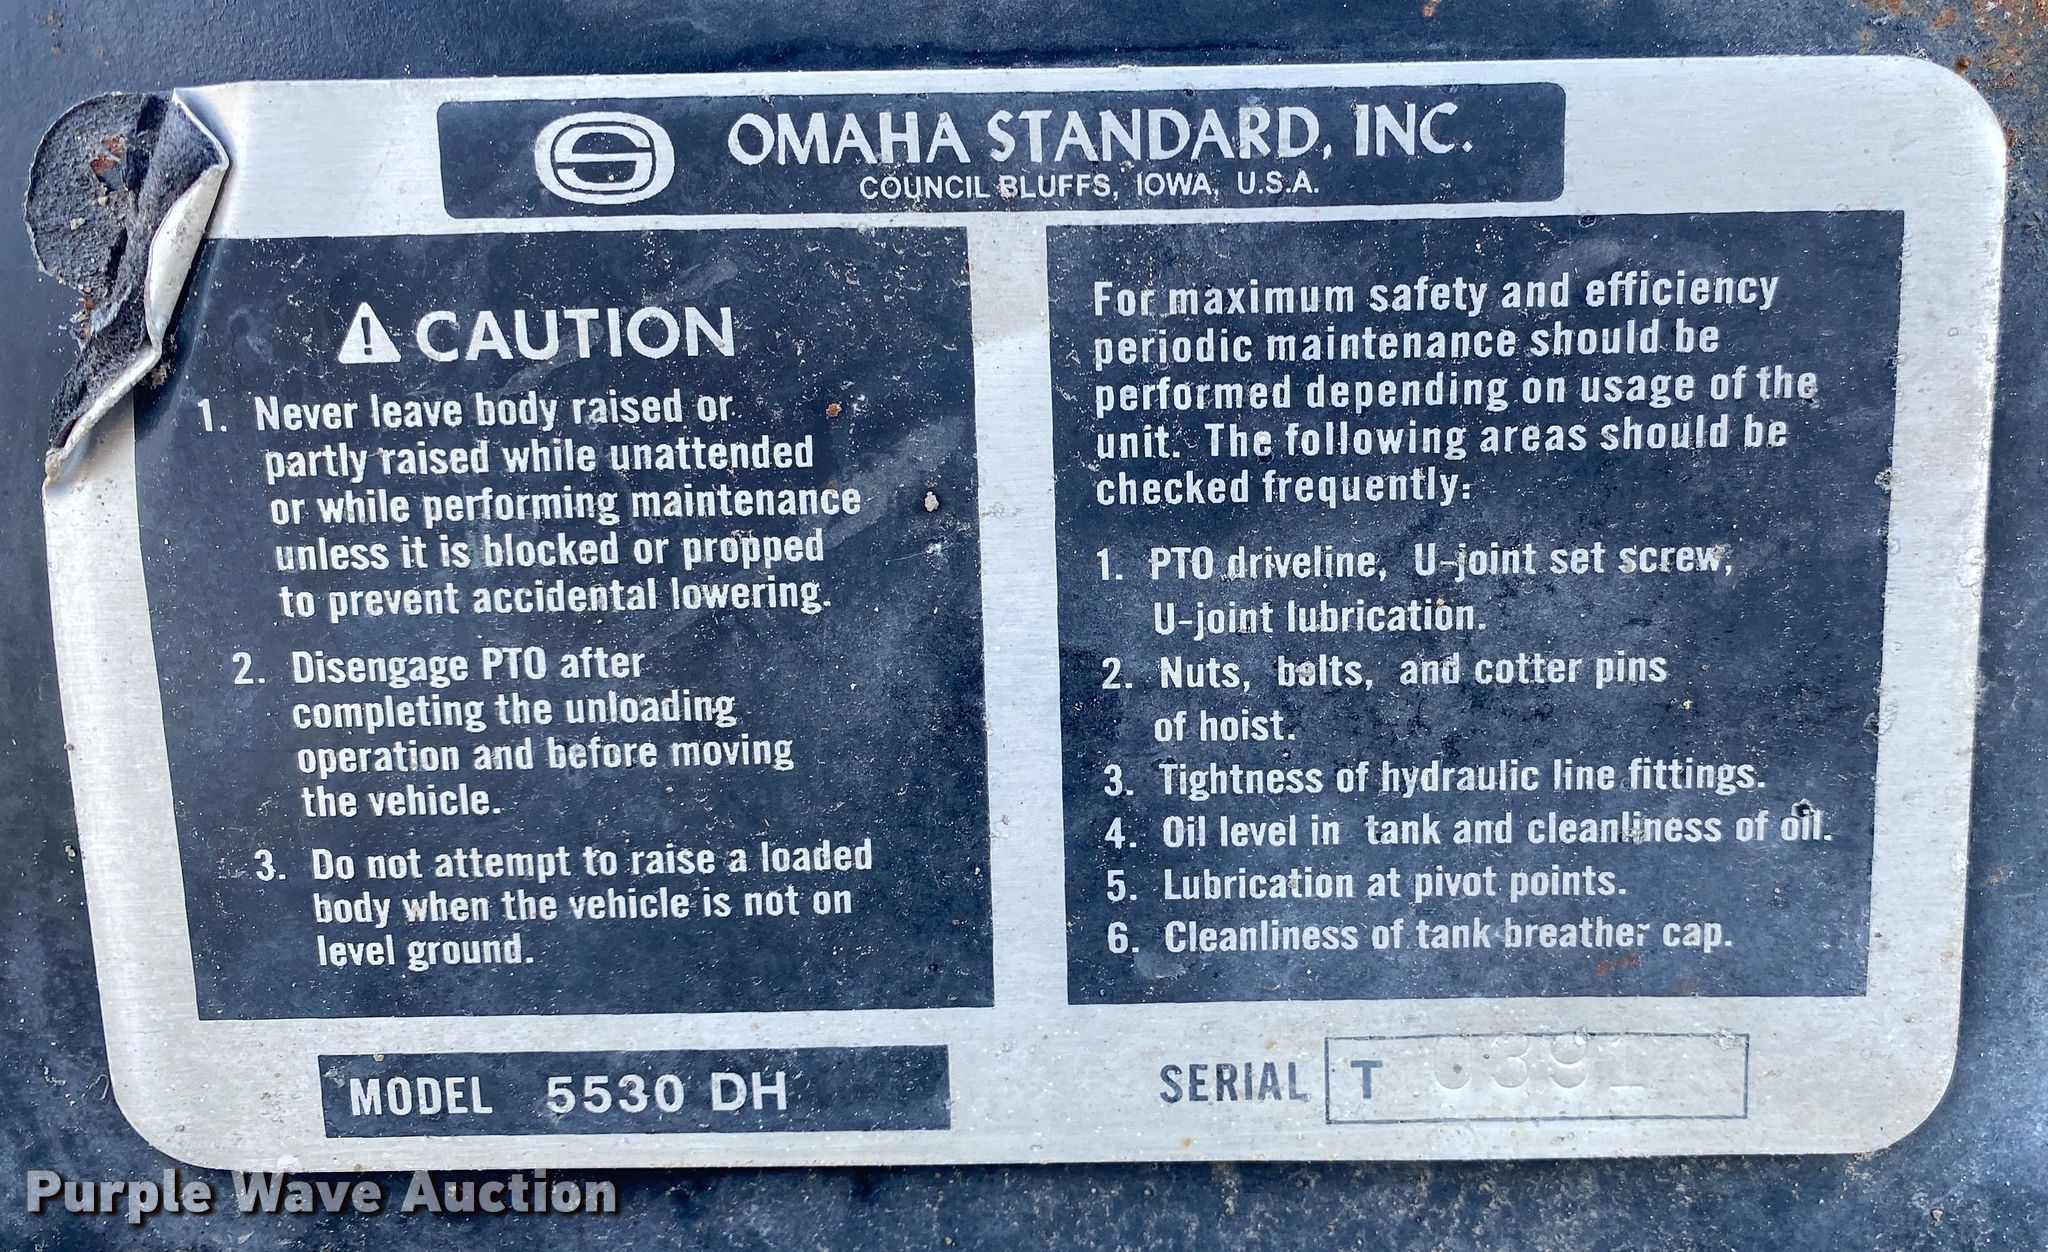 OMAHA STANDARD, INC.
COUNCIL BLUFFS, IOWA, U.S.A.
CAUTION
1. Never leave body raised or
partly raised while unattended
or while performing maintenance
unless it is blocked or propped
to prevent accidental lowering.
2. Disengage PTO after
completing the unloading
operation and before moving
the vehicle.
3. Do not attempt to raise a loaded
body when the vehicle is not on
level ground.
For maximum safety and efficiency
periodic maintenance should be
performed depending on usage of the
unit. The following areas should be
checked frequently:
1. PTO driveline, U-joint set screw,
U-joint lubrication.
2. Nuts, bolts, and cotter pins
of hoist.
3. Tightness of hydraulic line fittings.
4. Oil level in tank and cleanliness of oil.
5. Lubrication at pivot points.
6. Cleanliness of tank breather cap.
MODEL 5530 DH
SERIAL T
Purple Wave Auction